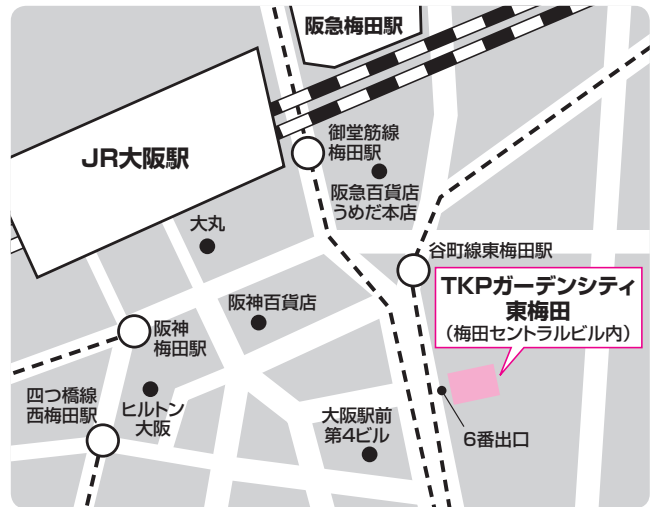 阪急梅田駅
JR大阪駅
御堂筋線
梅田駅
阪急百貨店
うめだ本店
大丸
谷町線東梅田駅
TKPガーデンシティ
東梅田
（梅田セントラルビル内）
阪神百貨店
阪神
梅田駅
四つ橋線
西梅田駅
ヒルトン
大阪
大阪駅前
第4ビル
6番出口